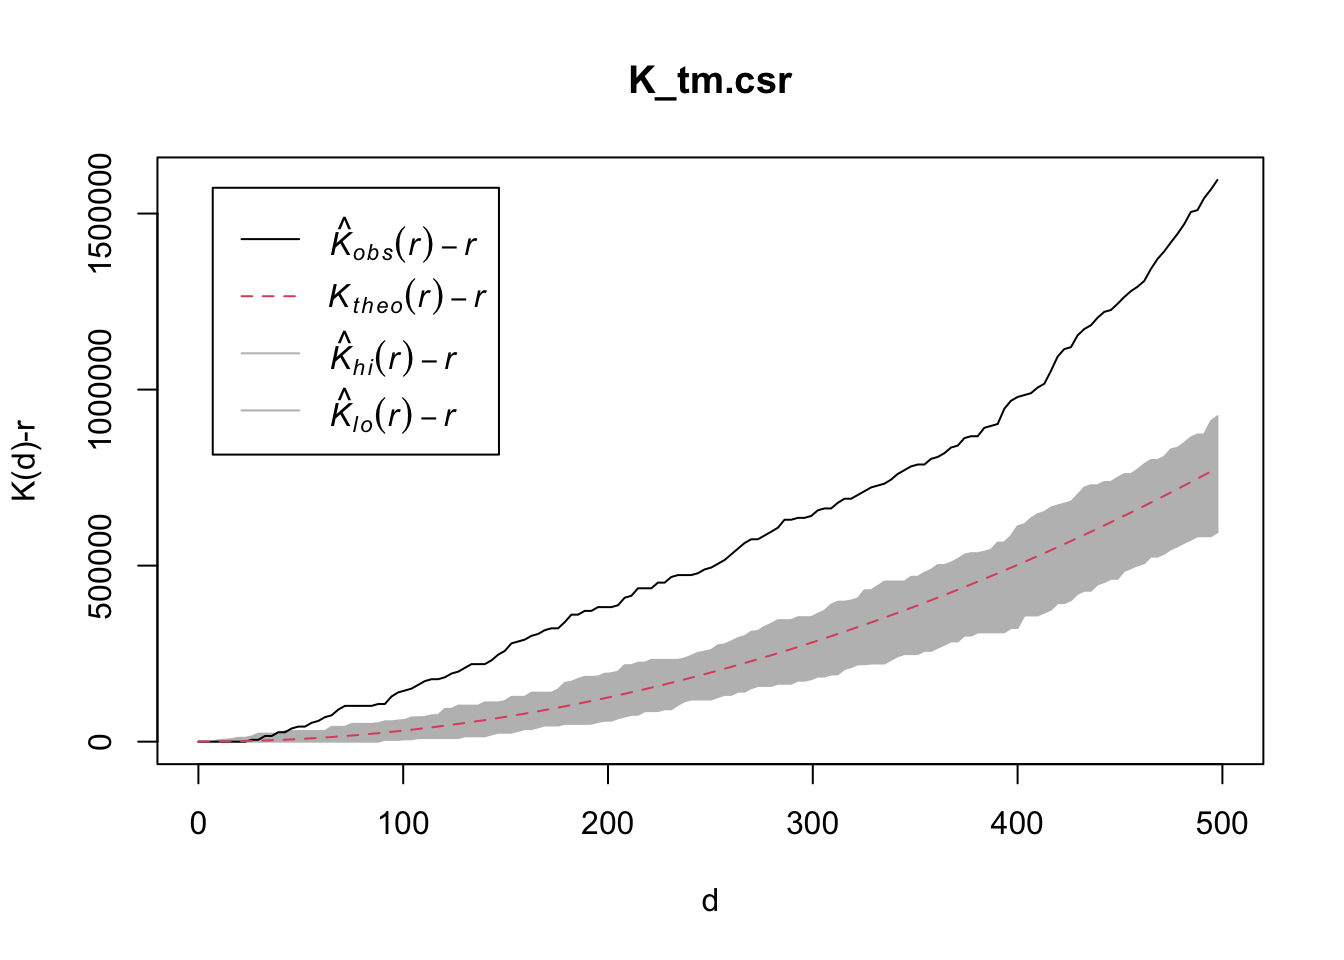 K_tm.csr
K̂obs(r) − r
Ktheo(r) − r
K̂hi(r) − r
K̂lo(r) − r
K(d)-r
1500000
1000000
500000
0
0 100 200 300 400 500
d